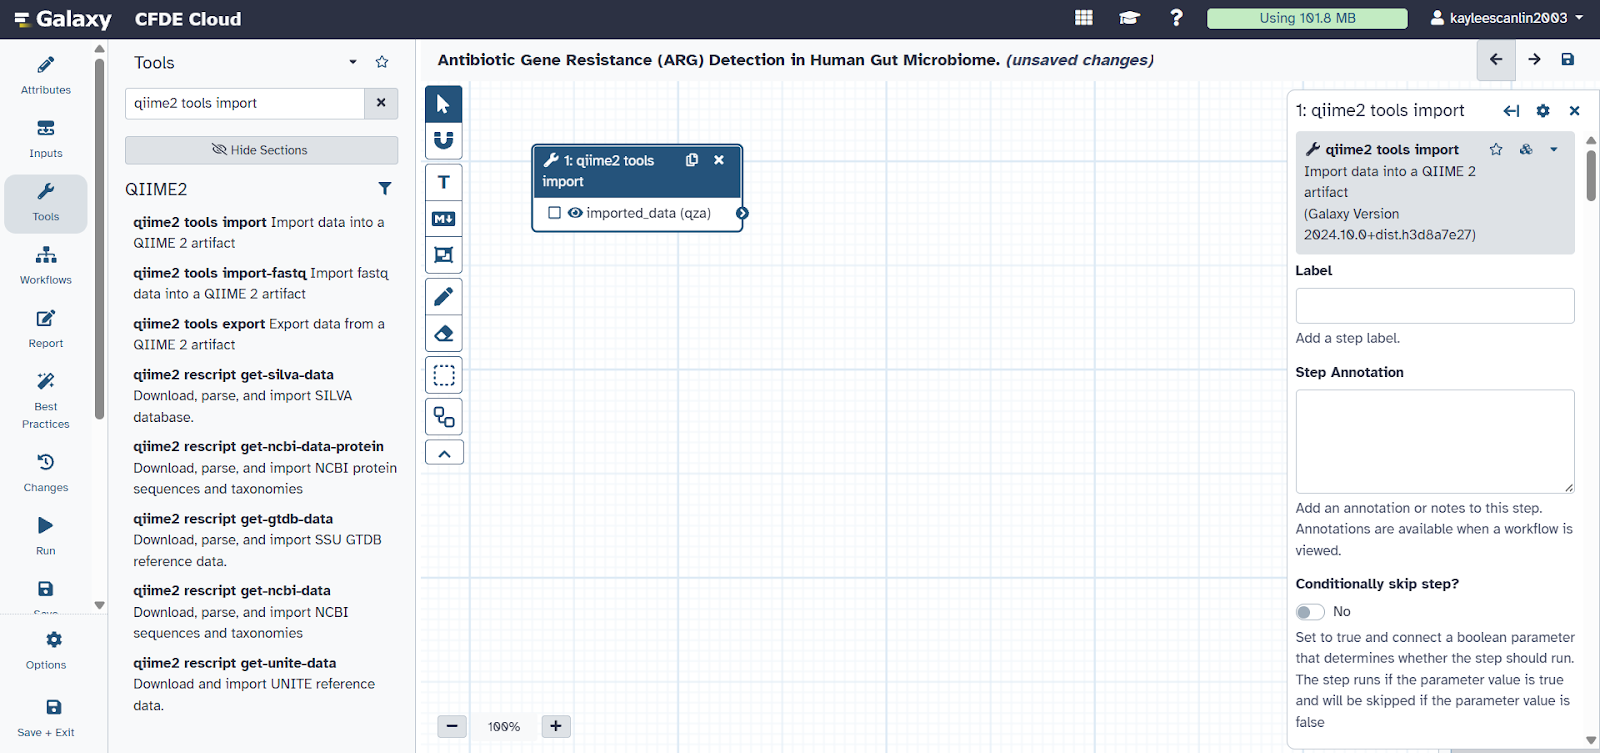 Galaxy CFDE Cloud
Using 101.8 MB
kayleescanlin2003
Attributes
Inputs
Tools
Workflows
Report
Best
Practices
Changes
Run
Save
Options
Save + Exit
Tools
qiime2 tools import
Hide Sections
QIIME2
qiime2 tools import Import data into a
QIIME 2 artifact
qiime2 tools import-fastq Import fastq
data into a QIIME 2 artifact
qiime2 tools export Export data from a
QIIME 2 artifact
qiime2 rescript get-silva-data
Download, parse, and import SILVA
database.
qiime2 rescript get-ncbi-data-protein
Download, parse, and import NCBI protein
sequences and taxonomies
qiime2 rescript get-gtdb-data
Download, parse, and import SSU GTDB
reference data.
qiime2 rescript get-ncbi-data
Download, parse, and import NCBI
sequences and taxonomies
qiime2 rescript get-unite-data
Download and import UNITE reference
data.
Antibiotic Gene Resistance (ARG) Detection in Human Gut Microbiome. (unsaved changes)
T
M
1: qiime2 tools
import
imported_data (qza)
100%
1: qiime2 tools import
qiime2 tools import
Import data into a QIIME 2
artifact
(Galaxy Version
2024.10.0+dist.h3d8a7e27)
Label
Add a step label.
Step Annotation
Add an annotation or notes to this step.
Annotations are available when a workflow is
viewed.
Conditionally skip step?
No
Set to true and connect a boolean parameter
that determines whether the step should run.
The step runs if the parameter value is true
and will be skipped if the parameter value is
false